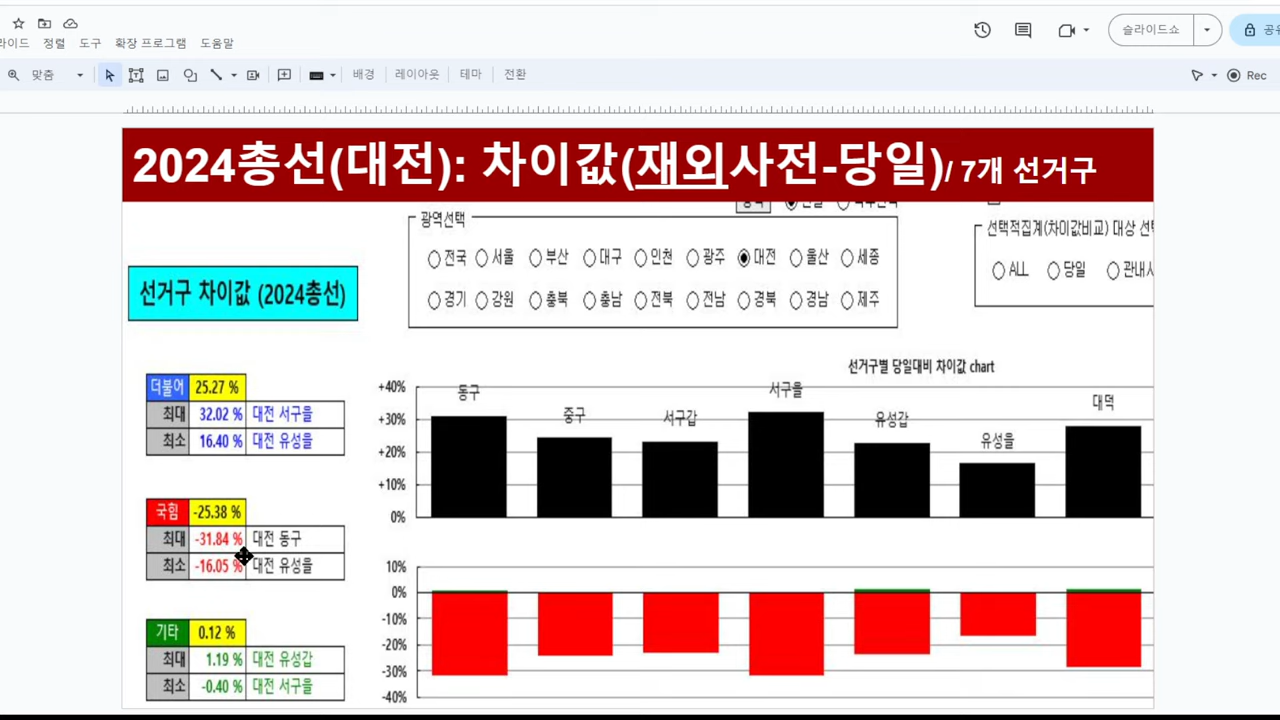 라이드 정렬 도구 확장 프로그램 도움말
슬라이드쇼
공유
맞춤
배경 레이아웃 테마 전환
Rec
2024총선(대전): 차이값(재외사전-당일)/ 7개 선거구
광역선택
전국 서울 부산 대구 인천 광주 대전 울산 세종
경기 강원 충북 충남 전북 전남 경북 경남 제주
선택적집계(차이값비교) 대상 선
ALL 당일 관내사
선거구 차이값 (2024총선)
더불어 25.27 %
최대 32.02 % 대전 서구을
최소 16.40 % 대전 유성을
국힘 -25.38 %
최대 -31.84 % 대전 동구
최소 -16.05 % 대전 유성을
기타 0.12 %
최대 1.19 % 대전 유성갑
최소 -0.40 % 대전 서구을
선거구별 당일대비 차이값 chart
+40%
+30%
+20%
+10%
0%
동구 중구 서구갑 서구을 유성갑 유성을 대덕
10%
0%
-10%
-20%
-30%
-40%